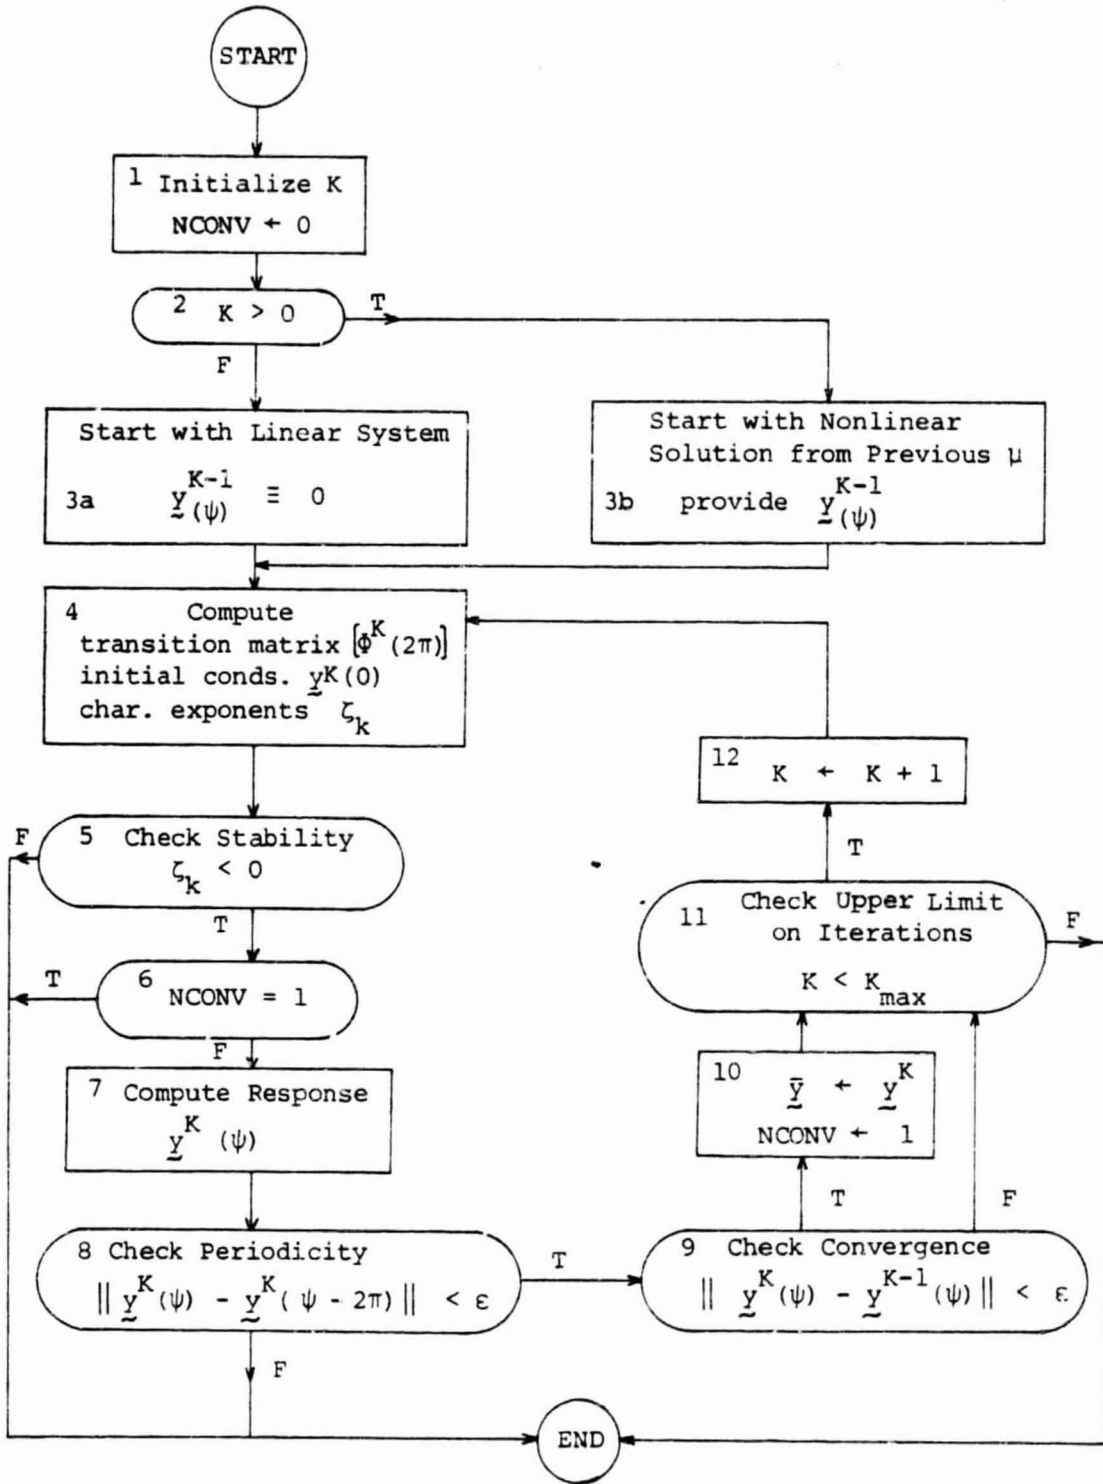 START
1 Initialize K
NCONV ← 0
2 K > 0
T
F
Start with Linear System
3a y^{K-1}(ψ) ≡ 0
Start with Nonlinear
Solution from Previous μ
3b provide y^{K-1}(ψ)
4 Compute
transition matrix [Φ^K(2π)]
initial conds. y^K(0)
char. exponents ζ_k
12 K ← K + 1
T
F
5 Check Stability
ζ_k < 0
T
11 Check Upper Limit
on Iterations
K < K_max
F
T
6 NCONV = 1
F
7 Compute Response
y^K (ψ)
10 ȳ ← y^K
NCONV ← 1
T
F
8 Check Periodicity
|| y^K(ψ) - y^K( ψ - 2π) || < ε
T
9 Check Convergence
|| y^K(ψ) - y^{K-1}(ψ) || < ε
F
END